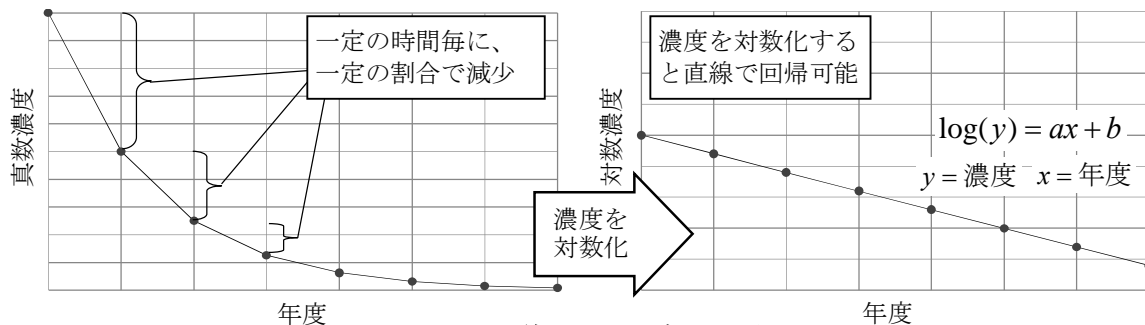 一定の時間毎に、
一定の割合で減少
真数濃度
年度
濃度を
対数化
濃度を対数化する
と直線で回帰可能
対数濃度
log(y) = ax + b
y = 濃度 x = 年度
年度